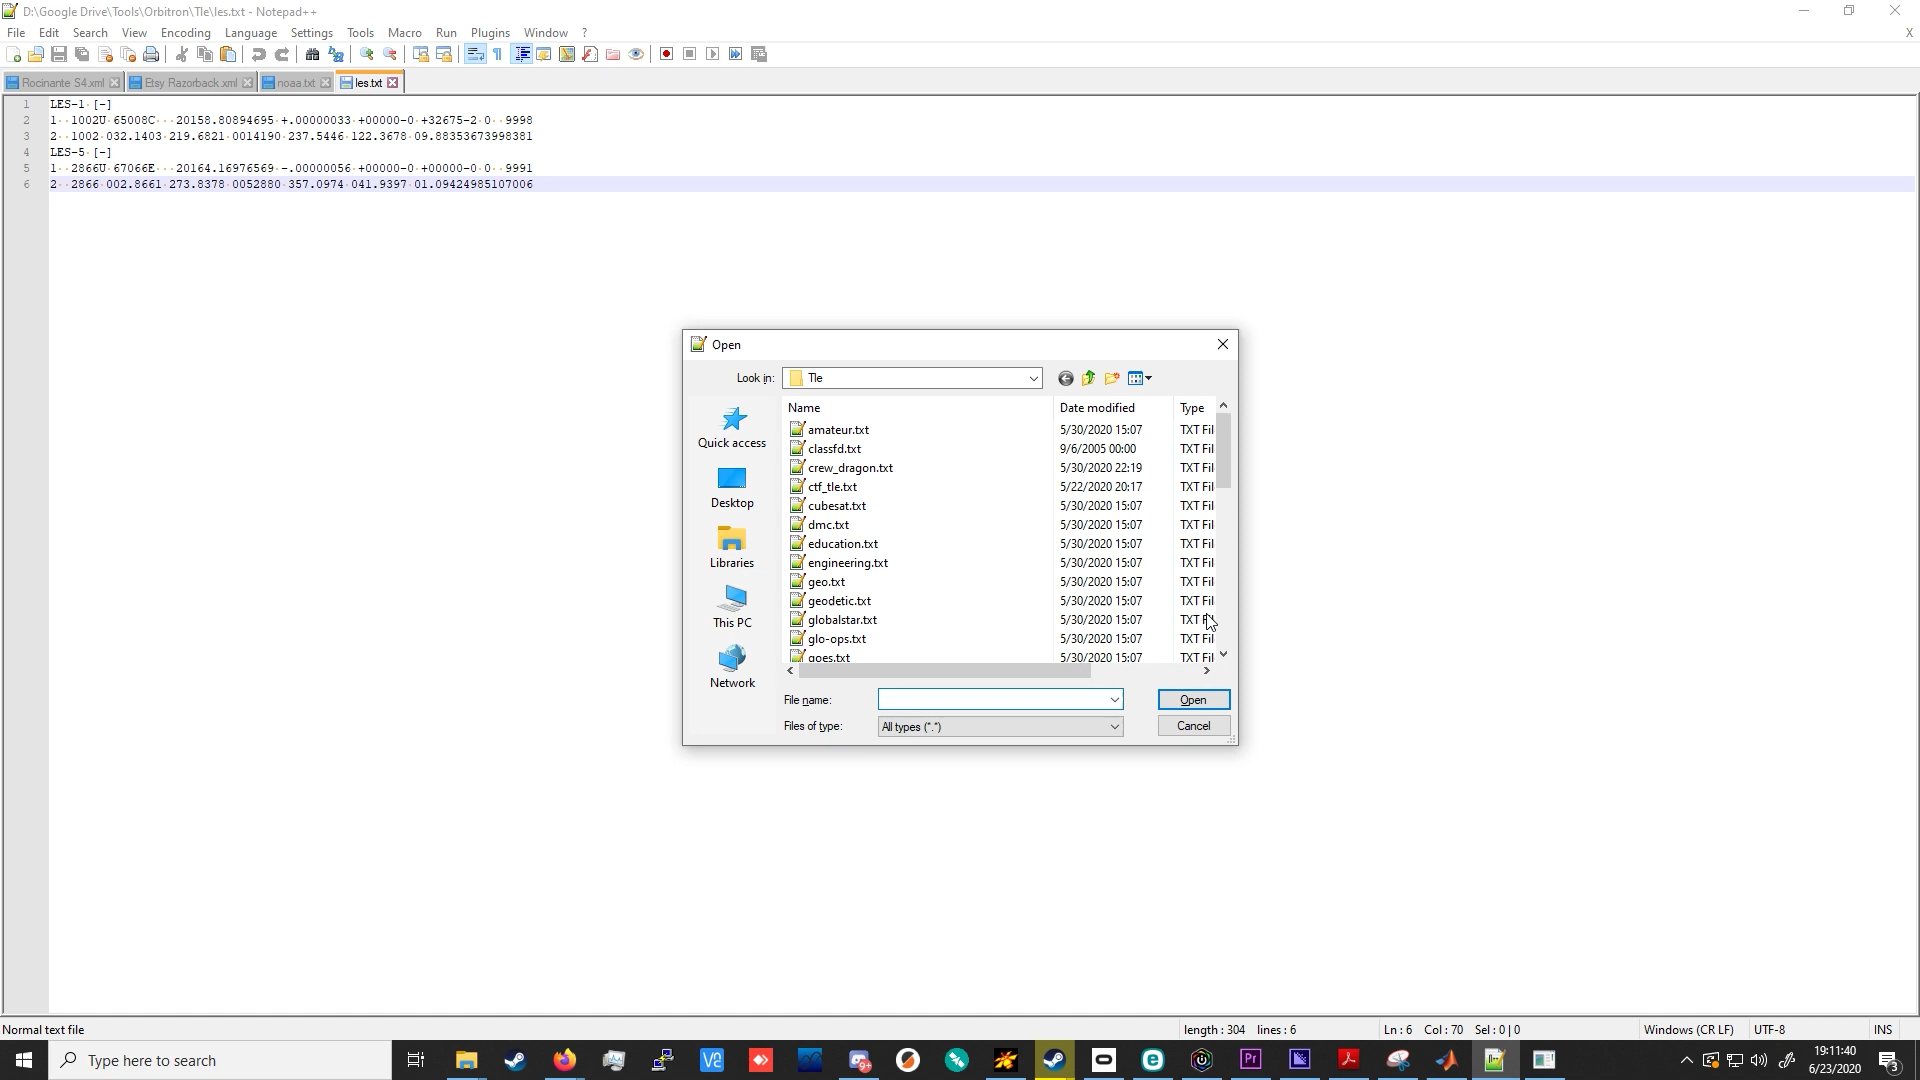 D:\Google Drive\Tools\Orbitron\Tle\les.txt - Notepad++
File Edit Search View Encoding Language Settings Tools Macro Run Plugins Window ? X
Rocinante S4.xml Etsy Razorback.xml noaa.txt les.txt
1 LES-1 [-]
2 1  1002U 65008C   20158.80894695 +.00000033 +00000-0 +32675-2 0  9998
3 2  1002 032.1403 219.6821 0014190 237.5446 122.3678 09.88353673998381
4 LES-5 [-]
5 1  2866U 67066E   20164.16976569 -.00000056 +00000-0 +00000-0 0  9991
6 2  2866 002.8661 273.8378 0052880 357.0974 041.9397 01.09424985107006
Open
Look in: Tle
Quick access
Desktop
Libraries
This PC
Network
Name Date modified Type
amateur.txt 5/30/2020 15:07 TXT Fil
classfd.txt 9/6/2005 00:00 TXT Fil
crew_dragon.txt 5/30/2020 22:19 TXT Fil
ctf_tle.txt 5/22/2020 20:17 TXT Fil
cubesat.txt 5/30/2020 15:07 TXT Fil
dmc.txt 5/30/2020 15:07 TXT Fil
education.txt 5/30/2020 15:07 TXT Fil
engineering.txt 5/30/2020 15:07 TXT Fil
geo.txt 5/30/2020 15:07 TXT Fil
geodetic.txt 5/30/2020 15:07 TXT Fil
globalstar.txt 5/30/2020 15:07 TXT Fil
glo-ops.txt 5/30/2020 15:07 TXT Fil
goes.txt 5/30/2020 15:07 TXT Fil
File name: Open
Files of type: All types (*.*) Cancel
Normal text file length : 304 lines : 6 Ln : 6 Col : 70 Sel : 0 | 0 Windows (CR LF) UTF-8 INS
Type here to search
Pr
19:11:40
6/23/2020
3